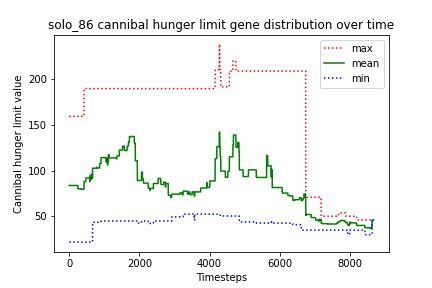 solo_86 cannibal hunger limit gene distribution over time
max
mean
min
200
150
100
50
Cannibal hunger limit value
0
2000
4000
6000
8000
Timesteps